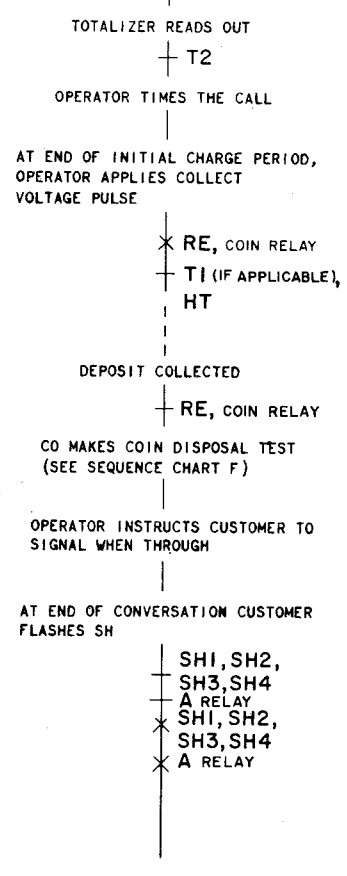 TOTALIZER READS OUT
T2
OPERATOR TIMES THE CALL
AT END OF INITIAL CHARGE PERIOD,
OPERATOR APPLIES COLLECT
VOLTAGE PULSE
RE, COIN RELAY
T1 (IF APPLICABLE),
HT
DEPOSIT COLLECTED
RE, COIN RELAY
CO MAKES COIN DISPOSAL TEST
(SEE SEQUENCE CHART F)
OPERATOR INSTRUCTS CUSTOMER TO
SIGNAL WHEN THROUGH
AT END OF CONVERSATION CUSTOMER
FLASHES SH
SH1, SH2,
SH3, SH4
A RELAY
SH1, SH2,
SH3, SH4
A RELAY